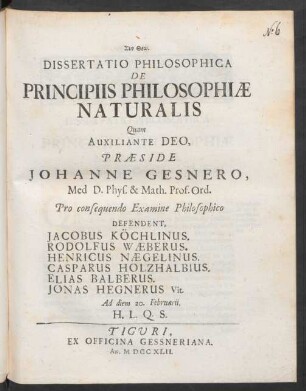 N. 6
DISSERTATIO PHILOSOPHICA
DE
PRINCIPIIS PHILOSOPHIÆ
NATURALIS
Quam
AUXILIANTE DEO,
PRÆSIDE
JOHANNE GESNERO,
Med D. Phys. & Math. Prof. Ord.
Pro consequendo Examine Philosophico
DEFENDENT,
JACOBUS KÖCHLINUS.
RODOLFUS WÆBERUS.
HENRICUS NÆGELINUS.
CASPARUS HOLZHALBIUS.
ELIAS BALBERUS.
JONAS HEGNERUS Vit.
Ad diem 20. Februarii.
H. L. Q. S.
TIGURI,
EX OFFICINA GESSNERIANA.
An. MDCCXLII.